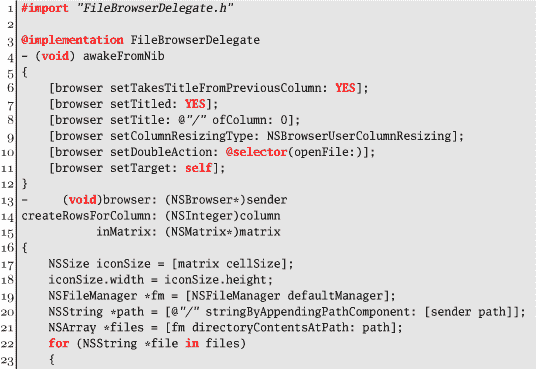 1 #import "FileBrowserDelegate.h"
2
3 @implementation FileBrowserDelegate
4 - (void) awakeFromNib
5 {
6     [browser setTakesTitleFromPreviousColumn: YES];
7     [browser setTitled: YES];
8     [browser setTitle: @"/" ofColumn: 0];
9     [browser setColumnResizingType: NSBrowserUserColumnResizing];
10     [browser setDoubleAction: @selector(openFile:)];
11     [browser setTarget: self];
12 }
13 -     (void)browser: (NSBrowser*)sender
14 createRowsForColumn: (NSInteger)column
15            inMatrix: (NSMatrix*)matrix
16 {
17     NSSize iconSize = [matrix cellSize];
18     iconSize.width = iconSize.height;
19     NSFileManager *fm = [NSFileManager defaultManager];
20     NSString *path = [@"/" stringByAppendingPathComponent: [sender path]];
21     NSArray *files = [fm directoryContentsAtPath: path];
22     for (NSString *file in files)
23     {